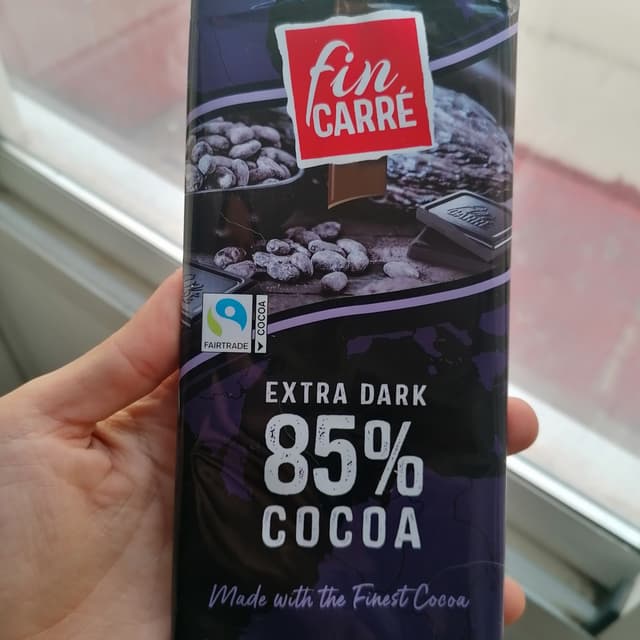 fin
CARRÉ
FAIRTRADE
COCOA
EXTRA DARK
85%
COCOA
Made with the Finest Cocoa